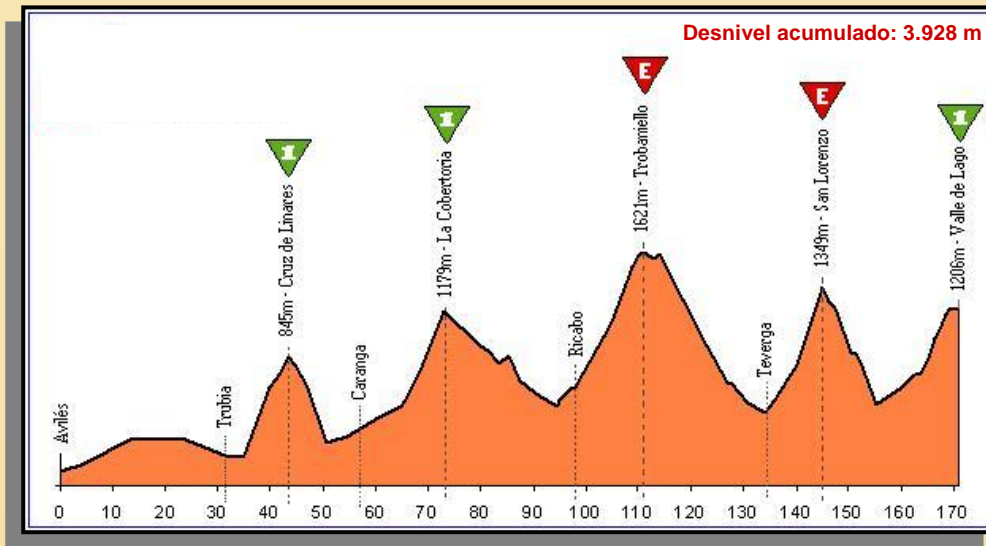 Desnivel acumulado: 3.928 m
E
1
E
1
1
1621m - Trobaniello
1349m - San Lorenzo
1179m - La Cobertoria
1206m - Valle de Lago
845m - Cruz de Linares
Ricabo
Teverga
Caranga
Trubia
Avilés
0 10 20 30 40 50 60 70 80 90 100 110 120 130 140 150 160 170